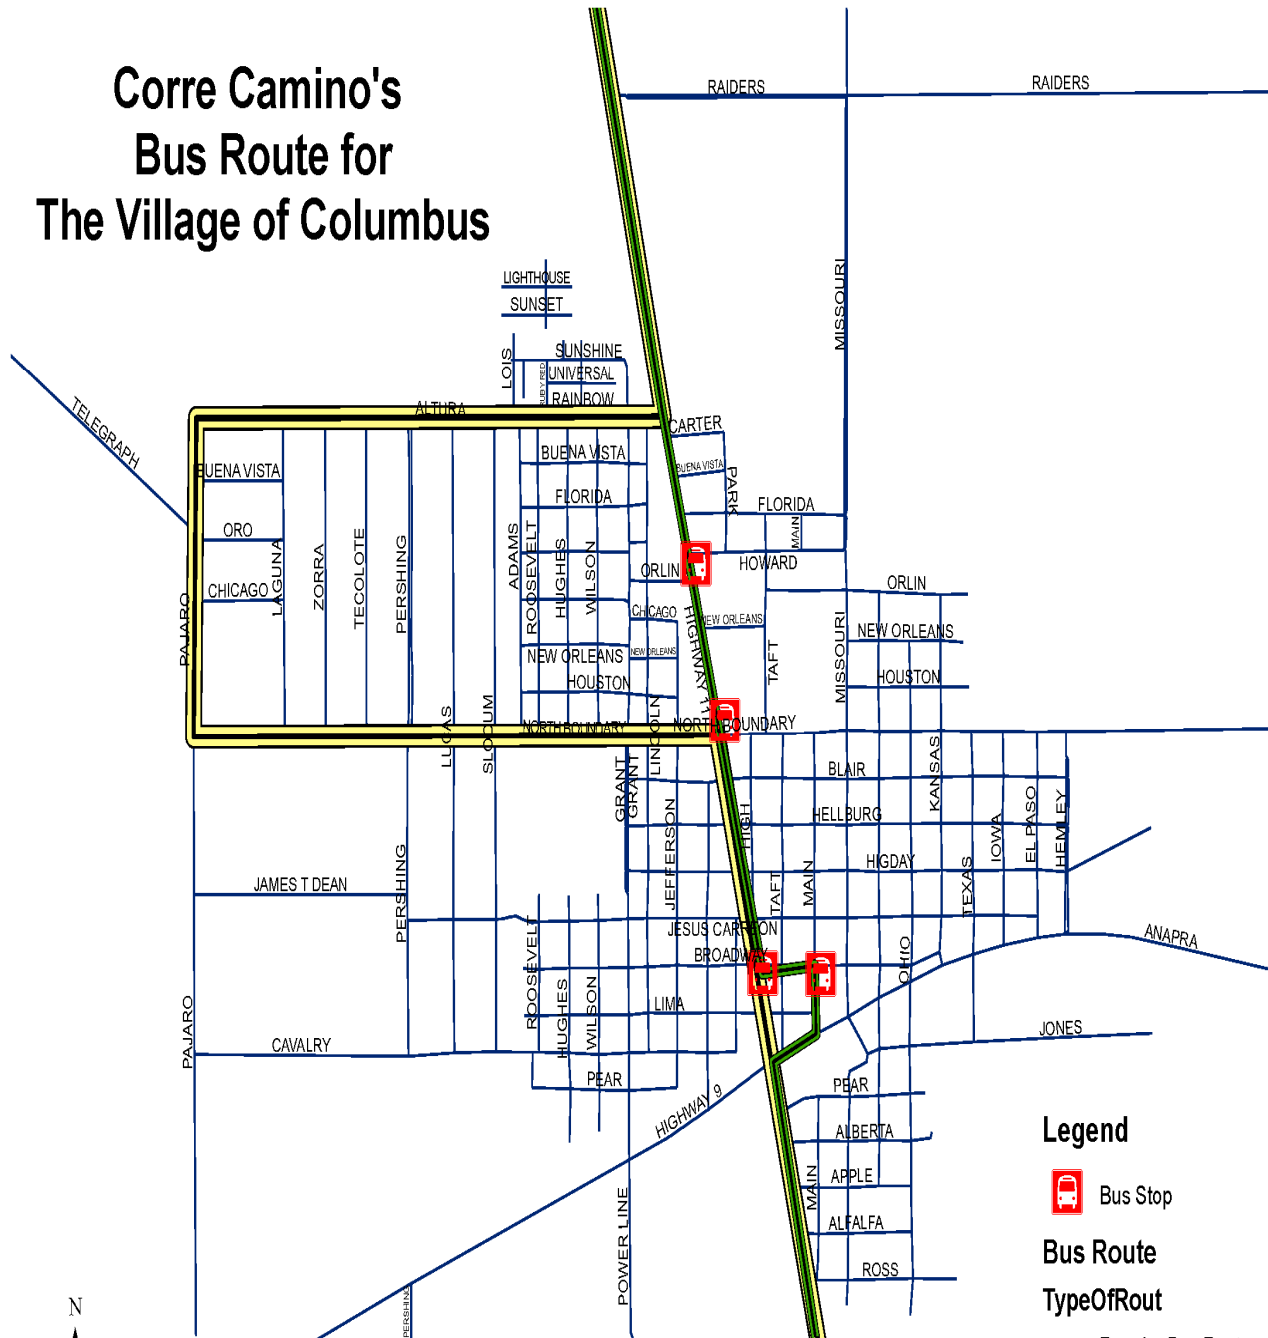 Corre Camino's
Bus Route for
The Village of Columbus
RAIDERS
RAIDERS
MISSOURI
LIGHTHOUSE
SUNSET
LOIS
SUNSHINE
RUBY RED
UNIVERSAL
RAINBOW
TELEGRAPH
ALTURA
CARTER
BUENA VISTA
BUENA VISTA
BUENA VISTA
PARK
FLORIDA
FLORIDA
MAIN
ORO
LAGUNA
ZORRA
TECOLOTE
PERSHING
ADAMS
ROOSEVELT
HUGHES
WILSON
ORLIN
HOWARD
ORLIN
CHICAGO
CHICAGO
PAJARO
HIGHWAY 11
NEW ORLEANS
NEW ORLEANS
NEW ORLEANS
NEW ORLEANS
TAFT
MISSOURI
HOUSTON
HOUSTON
LUCAS
SLOCUM
NORTH BOUNDARY
LINCOLN
NORTH BOUNDARY
GRANT
GRANT
BLAIR
KANSAS
HELLBURG
HIGH
JEFFERSON
HIGDAY
TAFT
MAIN
TEXAS
IOWA
EL PASO
HEMLEY
JAMES T DEAN
PERSHING
JESUS CARREON
BROADWAY
OHIO
ANAPRA
ROOSEVELT
HUGHES
WILSON
LIMA
PAJARO
CAVALRY
JONES
PEAR
PEAR
HIGHWAY 9
ALBERTA
MAIN
APPLE
ALFALFA
ROSS
POWER LINE
PERSHING
N
Legend
Bus Stop
Bus Route
TypeOfRout